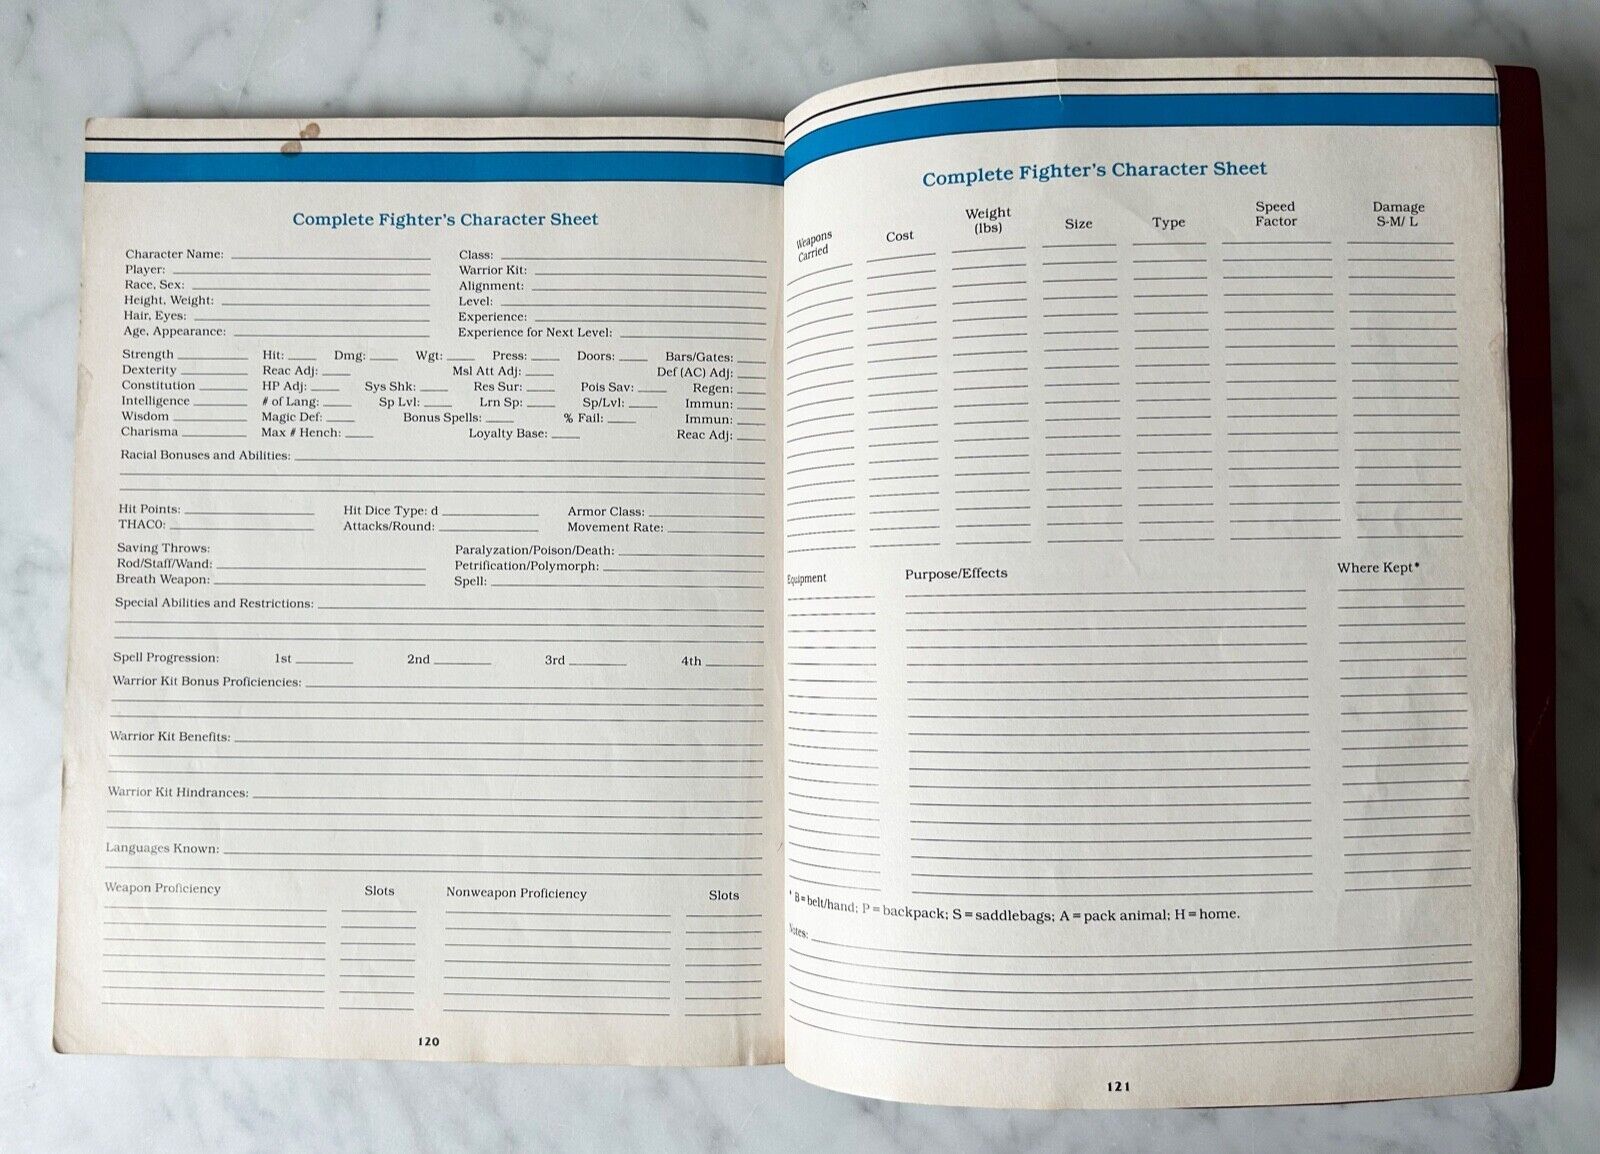 Complete Fighter's Character Sheet
Character Name: Class:
Player: Warrior Kit:
Race, Sex: Alignment:
Height, Weight: Level:
Hair, Eyes: Experience:
Age, Appearance: Experience for Next Level:
Strength Hit: Dmg: Wgt: Press: Doors: Bars/Gates:
Dexterity Reac Adj: Msl Att Adj: Def (AC) Adj:
Constitution HP Adj: Sys Shk: Res Sur: Pois Sav: Regen:
Intelligence # of Lang: Sp Lvl: Lrn Sp: Sp/Lvl: Immun:
Wisdom Magic Def: Bonus Spells: % Fail: Immun:
Charisma Max # Hench: Loyalty Base: Reac Adj:
Racial Bonuses and Abilities:
Hit Points: Hit Dice Type: d Armor Class:
THACO: Attacks/Round: Movement Rate:
Saving Throws: Paralyzation/Poison/Death:
Rod/Staff/Wand: Petrification/Polymorph:
Breath Weapon: Spell:
Special Abilities and Restrictions:
Spell Progression: 1st 2nd 3rd 4th
Warrior Kit Bonus Proficiencies:
Warrior Kit Benefits:
Warrior Kit Hindrances:
Languages Known:
Weapon Proficiency Slots Nonweapon Proficiency Slots
120
Complete Fighter's Character Sheet
Weapons Carried Cost Weight (lbs) Size Type Speed Factor Damage S-M/ L
Equipment Purpose/Effects Where Kept*
* B=belt/hand; P=backpack; S=saddlebags; A=pack animal; H=home.
Notes:
121